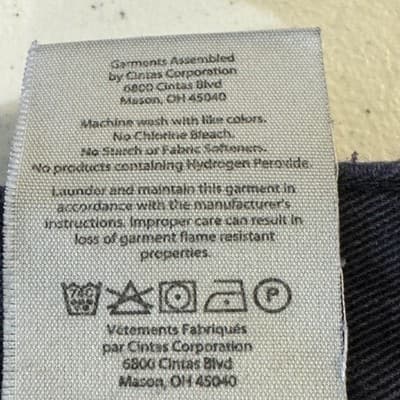 Garments Assembled
by Cintas Corporation
6800 Cintas Blvd
Mason, OH 45040
Machine wash with like colors.
No Chlorine Bleach.
No Starch or Fabric Softeners.
No products containing Hydrogen Peroxide.
Launder and maintain this garment in
accordance with the manufacturer's
instructions. Improper care can result in
loss of garment flame resistant
properties.
P
Vêtements Fabriqués
par Cintas Corporation
6800 Cintas Blvd
Mason, OH 45040